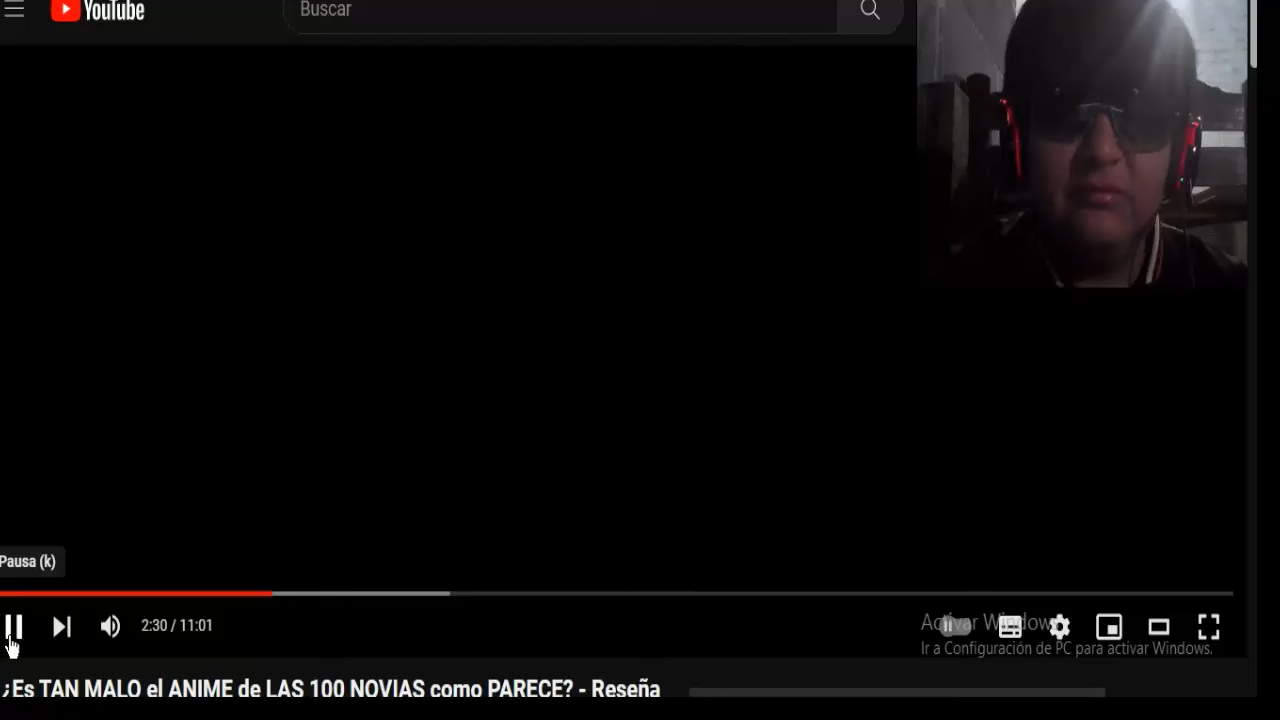 YouTube
Buscar
Pausa (k)
2:30 / 11:01
Activar Windows
Ir a Configuración de PC para activar Windows.
¿Es TAN MALO el ANIME de LAS 100 NOVIAS como PARECE? - Reseña